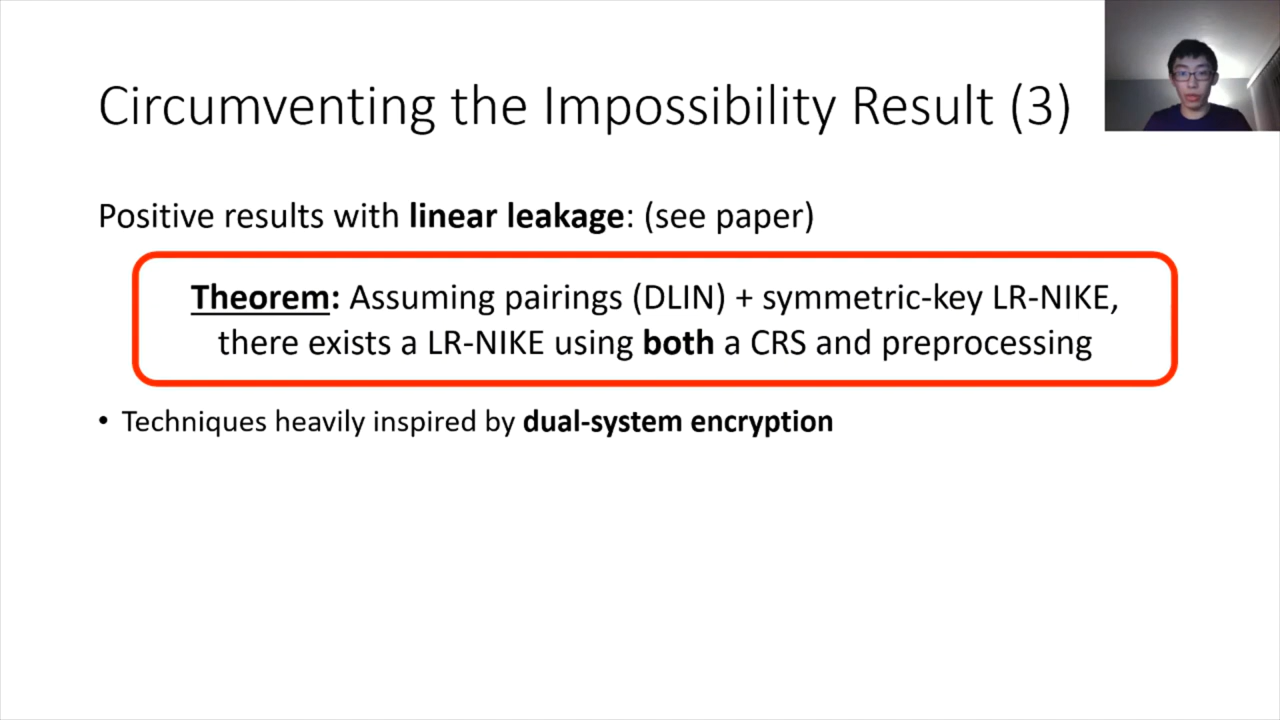 Circumventing the Impossibility Result (3)
Positive results with linear leakage: (see paper)
Theorem: Assuming pairings (DLIN) + symmetric-key LR-NIKE,
there exists a LR-NIKE using both a CRS and preprocessing
• Techniques heavily inspired by dual-system encryption